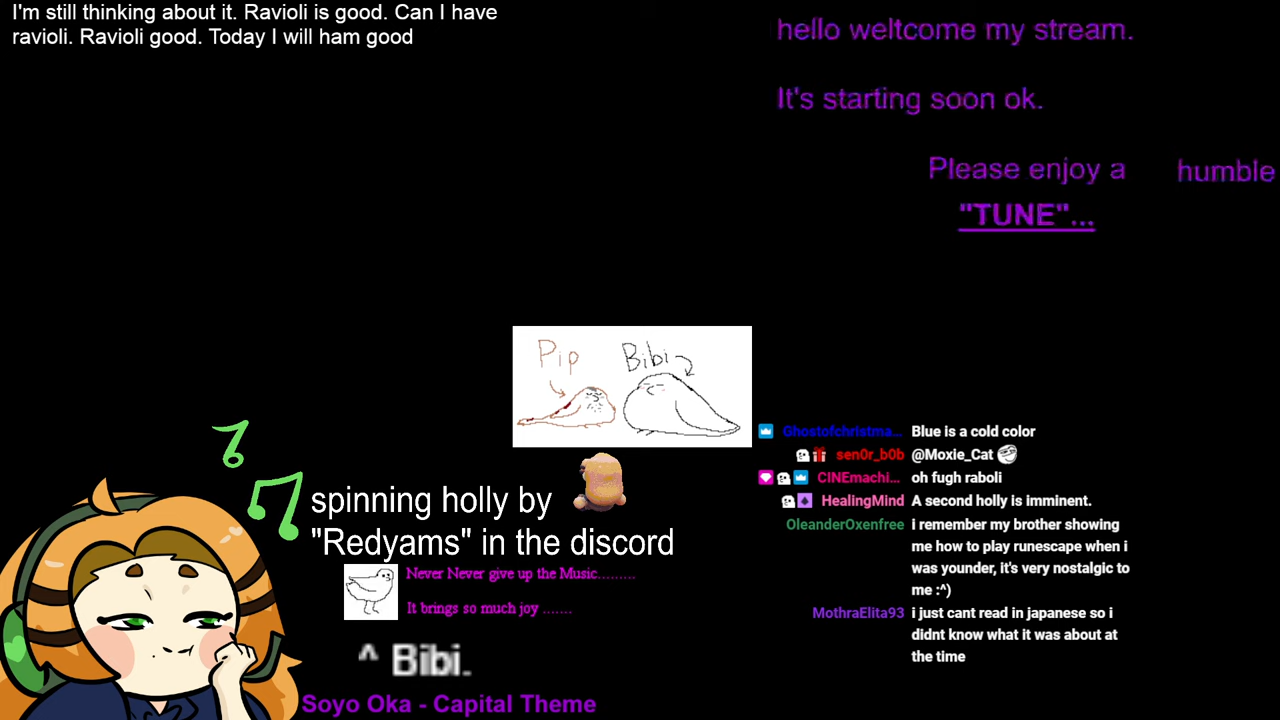 I'm still thinking about it. Ravioli is good. Can I have
ravioli. Ravioli good. Today I will ham good
hello weltcome my stream.
It's starting soon ok.
Please enjoy a humble
"TUNE"...
Pip
Bibi
Ghostofchristma... Blue is a cold color
sen0r_b0b @Moxie_Cat
CINEmachi... oh fugh raboli
HealingMind A second holly is imminent.
OleanderOxenfree i remember my brother showing
me how to play runescape when i
was younder, it's very nostalgic to
me :^)
MothraElita93 i just cant read in japanese so i
didnt know what it was about at
the time
spinning holly by
"Redyams" in the discord
Never Never give up the Music.........
It brings so much joy .......
^ Bibi.
Soyo Oka - Capital Theme